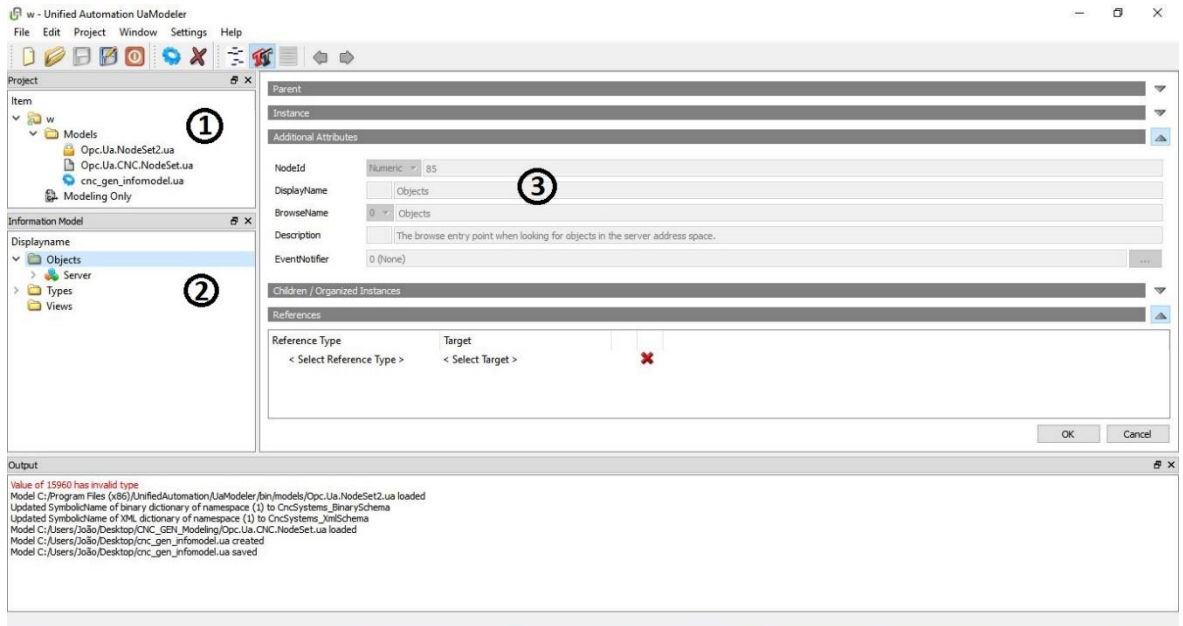 w - Unified Automation UaModeler
File Edit Project Window Settings Help
Project
Item
w
Models
Opc.Ua.NodeSet2.ua
Opc.Ua.CNC.NodeSet.ua
cnc_gen_infomodel.ua
Modeling Only
1
Information Model
Displayname
Objects
Server
Types
Views
2
Parent
Instance
Additional Attributes
NodeId Numeric 85
DisplayName Objects
BrowseName 0 Objects
Description The browse entry point when looking for objects in the server address space.
EventNotifier 0 (None) ...
3
Children / Organized Instances
References
Reference Type Target
< Select Reference Type > < Select Target >
OK Cancel
Output
Value of 15960 has invalid type
Model C:/Program Files (x86)/UnifiedAutomation/UaModeler/bin/models/Opc.Ua.NodeSet2.ua loaded
Updated SymbolicName of binary dictionary of namespace (1) to CncSystems_BinarySchema
Updated SymbolicName of XML dictionary of namespace (1) to CncSystems_XmlSchema
Model C:/Users/João/Desktop/CNC_GEN_Modeling/Opc.Ua.CNC.NodeSet.ua loaded
Model C:/Users/João/Desktop/cnc_gen_infomodel.ua created
Model C:/Users/João/Desktop/cnc_gen_infomodel.ua saved